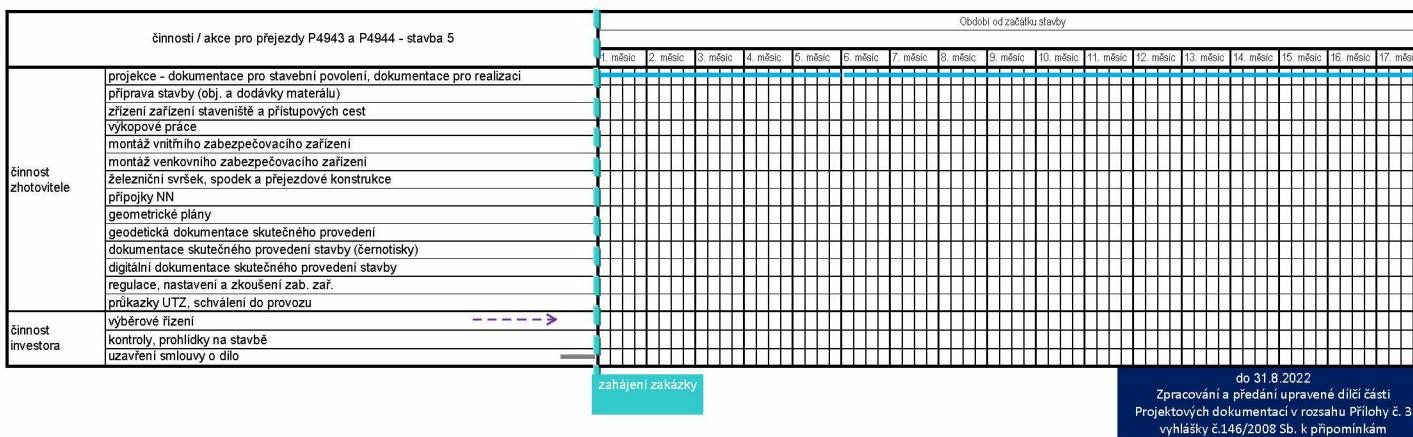 Období od začátku stavby
činnosti / akce pro přejezdy P4943 a P4944 - stavba 5
1. měsíc 2. měsíc 3. měsíc 4. měsíc 5. měsíc 6. měsíc 7. měsíc 8. měsíc 9. měsíc 10. měsíc 11. měsíc 12. měsíc 13. měsíc 14. měsíc 15. měsíc 16. měsíc 17. měsíc
projekce - dokumentace pro stavební povolení, dokumentace pro realizaci
příprava stavby (obj. a dodávky materálu)
zřízení zařízení staveniště a přístupových cest
výkopové práce
montáž vnitřního zabezpečovacího zařízení
montáž venkovního zabezpečovacího zařízení
činnost
zhotovitele
železniční svršek, spodek a přejezdové konstrukce
přípojky NN
geometrické plány
geodetická dokumentace skutečného provedení
dokumentace skutečného provedení stavby (černotisky)
digitální dokumentace skutečného provedení stavby
regulace, nastavení a zkoušení zab. zař.
průkazky UTZ, schválení do provozu
činnost
investora
výběrové řízení
kontroly, prohlídky na stavbě
uzavření smlouvy o dílo
zahájení zakázky
do 31.8.2022
Zpracování a předání upravené dílčí části
Projektových dokumentací v rozsahu Přílohy č. 3
vyhlášky č.146/2008 Sb. k připomínkám